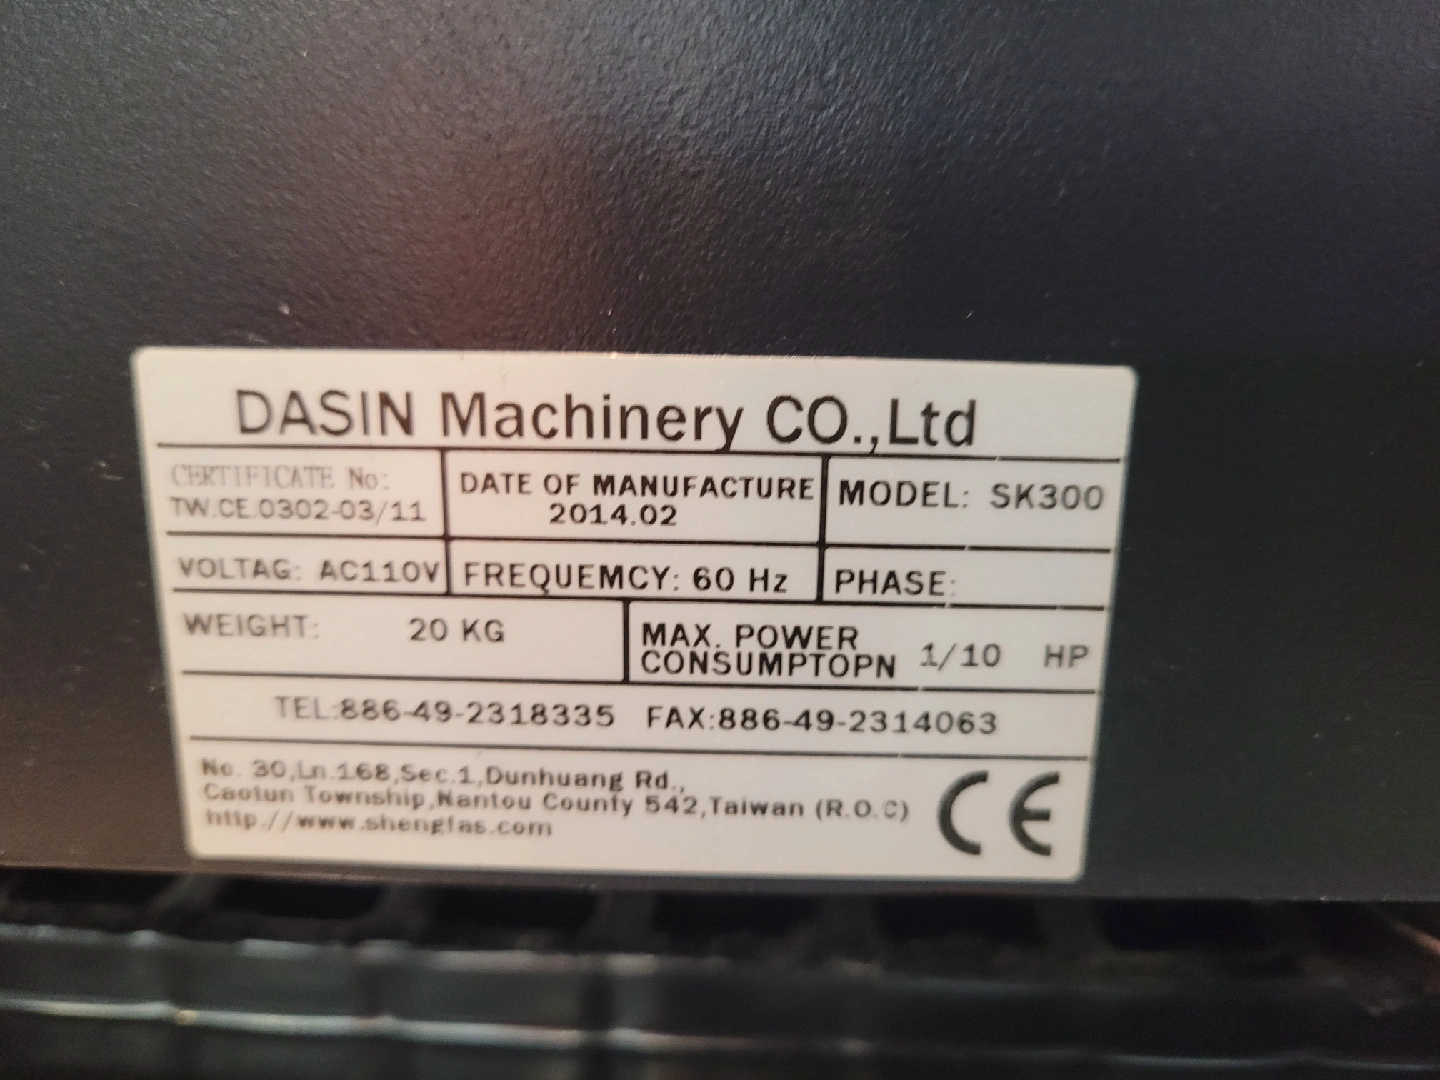 DASIN Machinery CO.,Ltd
CERTIFICATE No:
TW.CE.0302-03/11
DATE OF MANUFACTURE
2014.02
MODEL: SK300
VOLTAG: AC110V
FREQUEMCY: 60 Hz
PHASE:
WEIGHT: 20 KG
MAX. POWER
CONSUMPTOPN 1/10 HP
TEL:886-49-2318335 FAX:886-49-2314063
No. 30,Ln.168,Sec.1,Dunhuang Rd.,
Caotun Township,Nantou County 542,Taiwan (R.O.C)
http://www.shengfas.com
CE